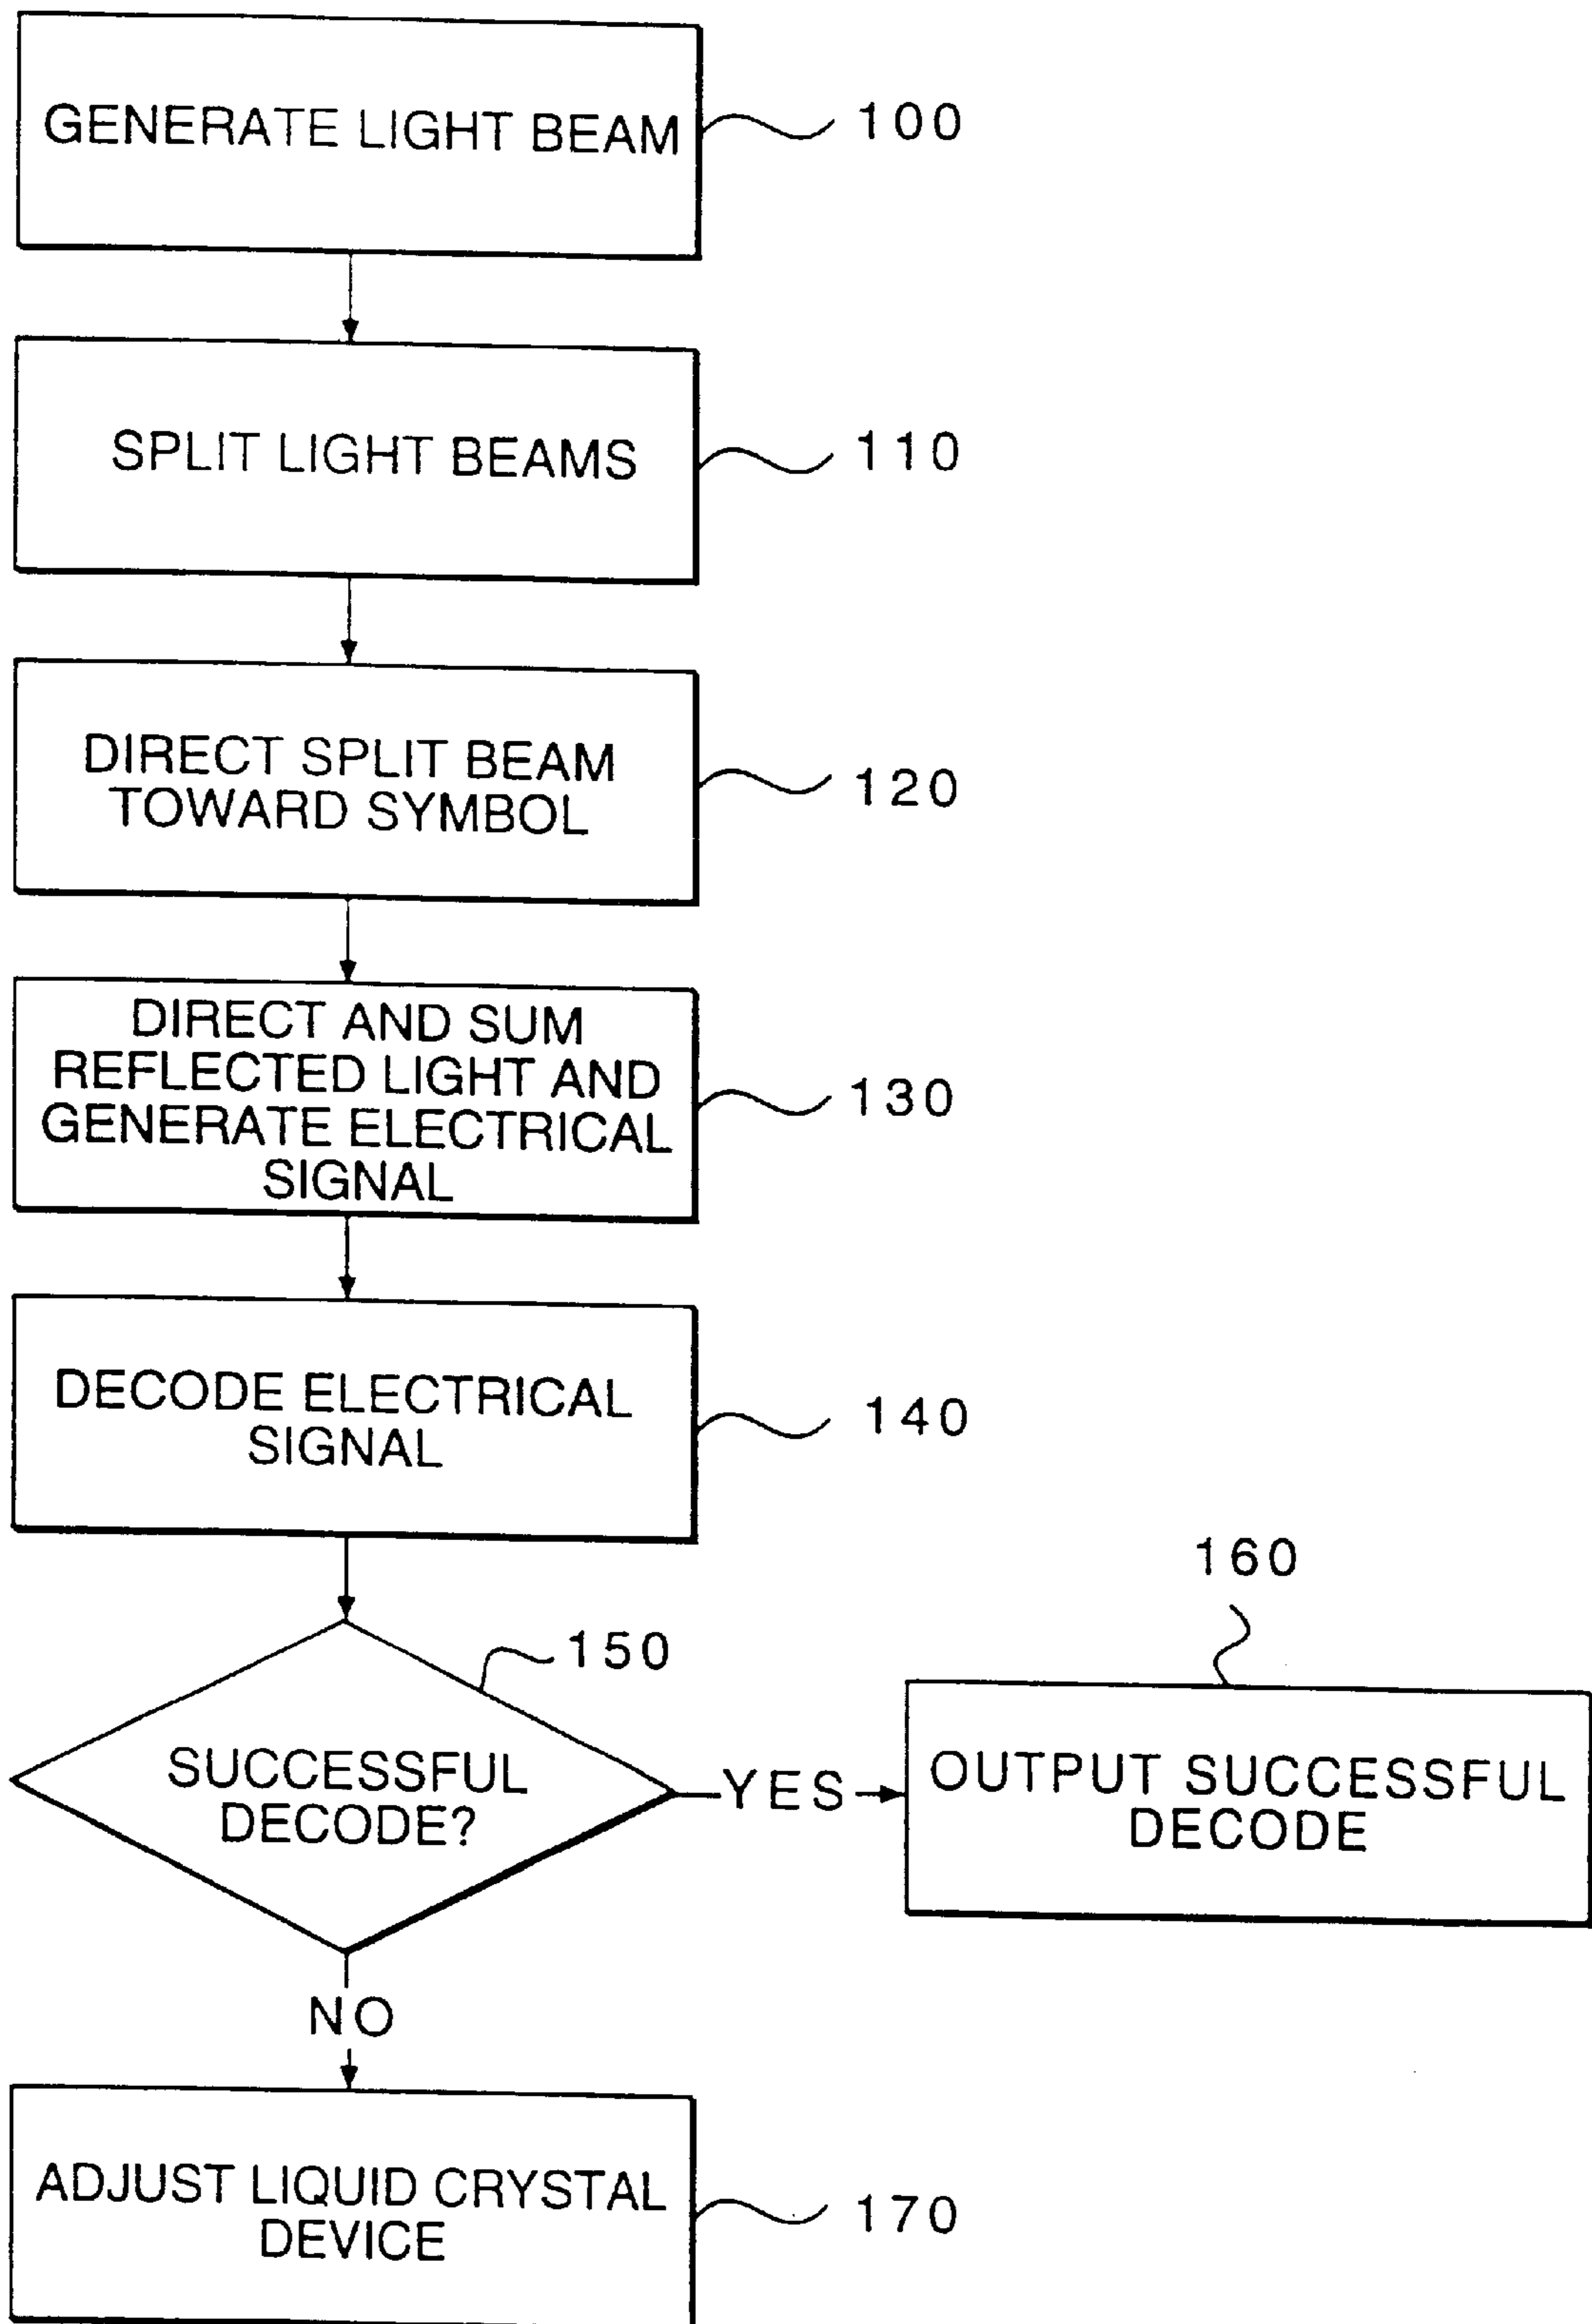 GENERATE LIGHT BEAM
100
SPLIT LIGHT BEAMS
110
DIRECT SPLIT BEAM
TOWARD SYMBOL
120
DIRECT AND SUM
REFLECTED LIGHT AND
GENERATE ELECTRICAL
SIGNAL
130
DECODE ELECTRICAL
SIGNAL
140
150
SUCCESSFUL
DECODE?
YES
160
OUTPUT SUCCESSFUL
DECODE
NO
ADJUST LIQUID CRYSTAL
DEVICE
170